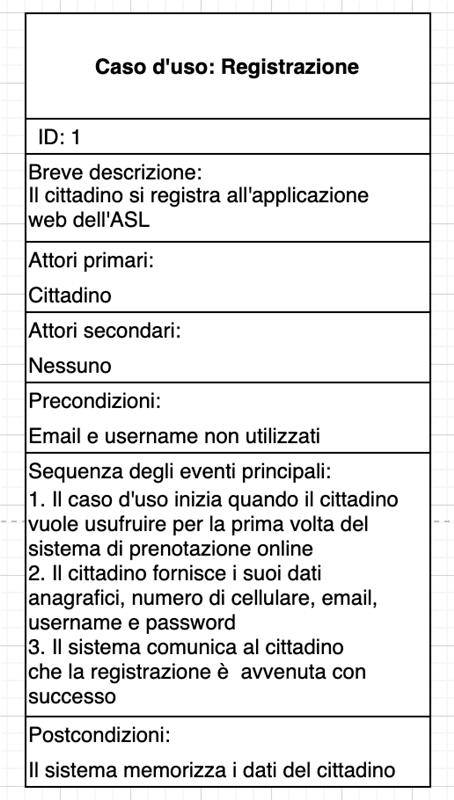 Caso d'uso: Registrazione
ID: 1
Breve descrizione:
Il cittadino si registra all'applicazione
web dell'ASL
Attori primari:
Cittadino
Attori secondari:
Nessuno
Precondizioni:
Email e username non utilizzati
Sequenza degli eventi principali:
1. Il caso d'uso inizia quando il cittadino
vuole usufruire per la prima volta del
sistema di prenotazione online
2. Il cittadino fornisce i suoi dati
anagrafici, numero di cellulare, email,
username e password
3. Il sistema comunica al cittadino
che la registrazione è  avvenuta con
successo
Postcondizioni:
Il sistema memorizza i dati del cittadino